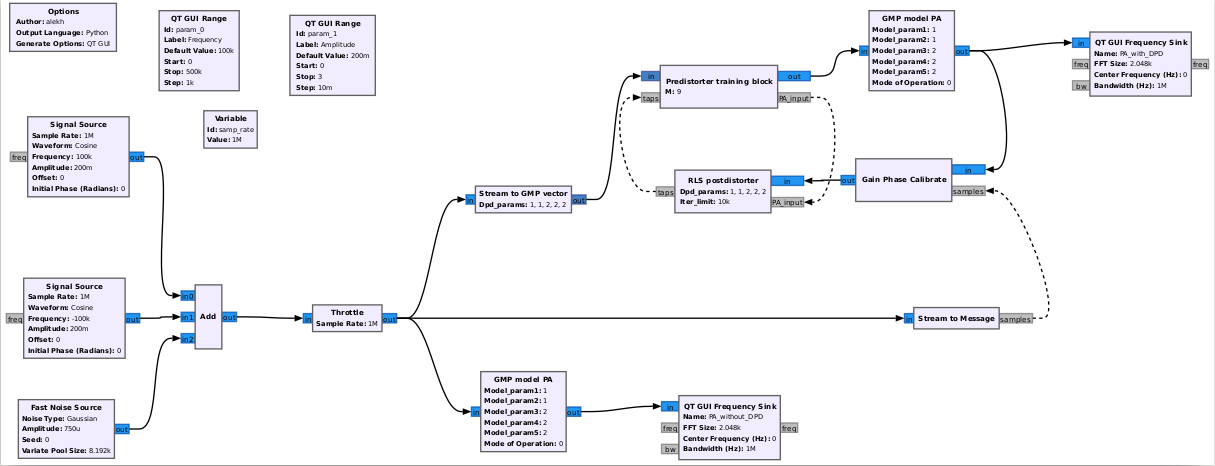 Options
Author: alekh
Output Language: Python
Generate Options: QT GUI
QT GUI Range
Id: param_0
Label: Frequency
Default Value: 100k
Start: 0
Stop: 500k
Step: 1k
QT GUI Range
Id: param_1
Label: Amplitude
Default Value: 200m
Start: 0
Stop: 3
Step: 10m
Variable
Id: samp_rate
Value: 1M
GMP model PA
Model_param1: 1
Model_param2: 1
Model_param3: 2
Model_param4: 2
Model_param5: 2
Mode of Operation: 0
in
out
QT GUI Frequency Sink
Name: PA_with_DPD
FFT Size: 2.048k
Center Frequency (Hz): 0
Bandwidth (Hz): 1M
in
freq
bw
freq
Predistorter training block
M: 9
in
taps
out
PA_input
Signal Source
Sample Rate: 1M
Waveform: Cosine
Frequency: 100k
Amplitude: 200m
Offset: 0
Initial Phase (Radians): 0
freq
out
Stream to GMP vector
Dpd_params: 1, 1, 2, 2, 2
in
out
RLS postdistorter
Dpd_params: 1, 1, 2, 2, 2
Iter_limit: 10k
taps
in
PA_input
Gain Phase Calibrate
out
in
samples
Signal Source
Sample Rate: 1M
Waveform: Cosine
Frequency: -100k
Amplitude: 200m
Offset: 0
Initial Phase (Radians): 0
freq
out
in0
in1
in2
Add
out
Throttle
Sample Rate: 1M
in
out
Stream to Message
in
samples
Fast Noise Source
Noise Type: Gaussian
Amplitude: 750u
Seed: 0
Variate Pool Size: 8.192k
out
GMP model PA
Model_param1: 1
Model_param2: 1
Model_param3: 2
Model_param4: 2
Model_param5: 2
Mode of Operation: 0
in
out
QT GUI Frequency Sink
Name: PA_without_DPD
FFT Size: 2.048k
Center Frequency (Hz): 0
Bandwidth (Hz): 1M
in
freq
bw
freq